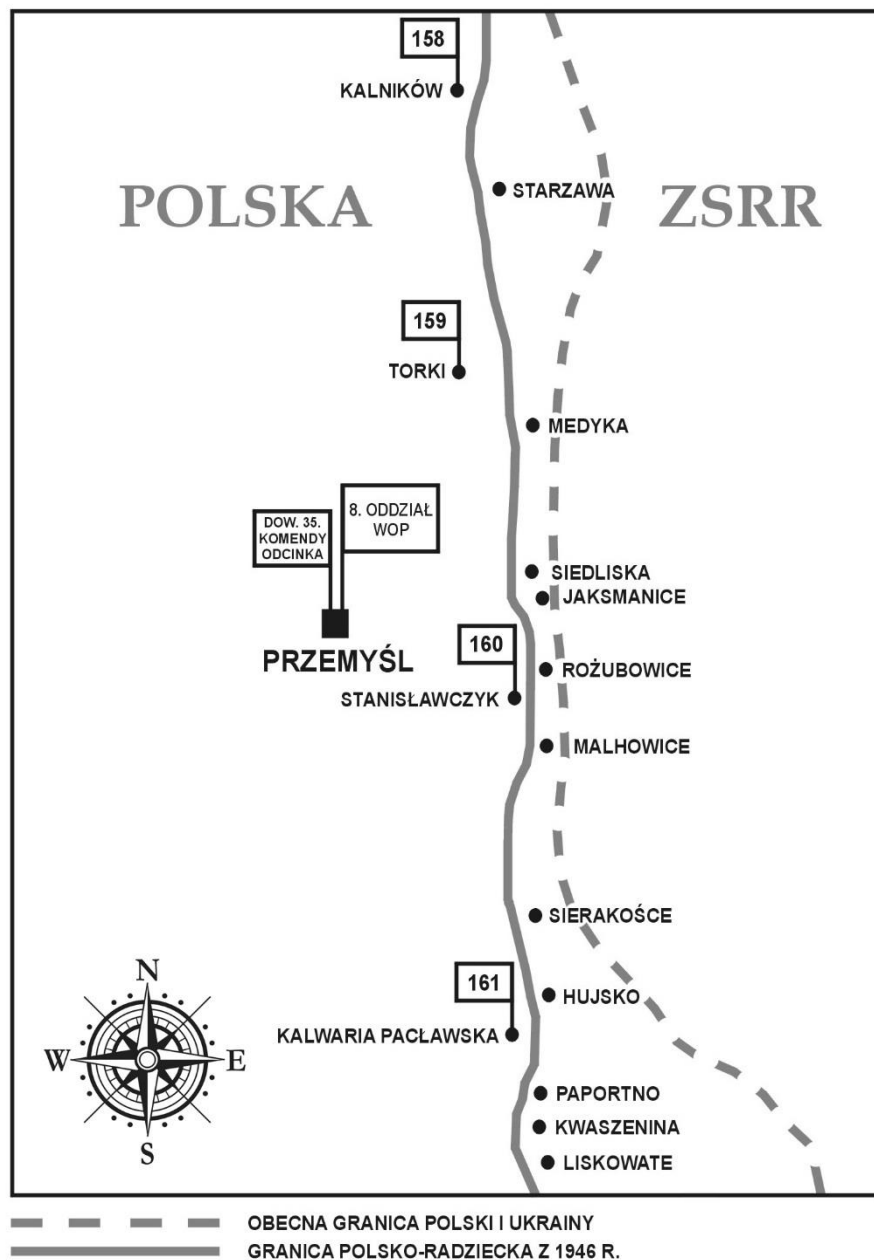 158
KALNIKÓW
POLSKA
ZSRR
STARZAWA
159
TORKI
MEDYKA
DOW. 35.
KOMENDY
ODCINKA
8. ODDZIAŁ
WOP
PRZEMYŚL
SIEDLISKA
JAKSMANICE
160
STANISŁAWCZYK
ROŻUBOWICE
MALHOWICE
SIERAKOŚCE
161
KALWARIA PACŁAWSKA
HUJSKO
PAPORTNO
KWASZENINA
LISKOWATE
N
W
E
S
OBECNA GRANICA POLSKI I UKRAINY
GRANICA POLSKO-RADZIECKA Z 1946 R.